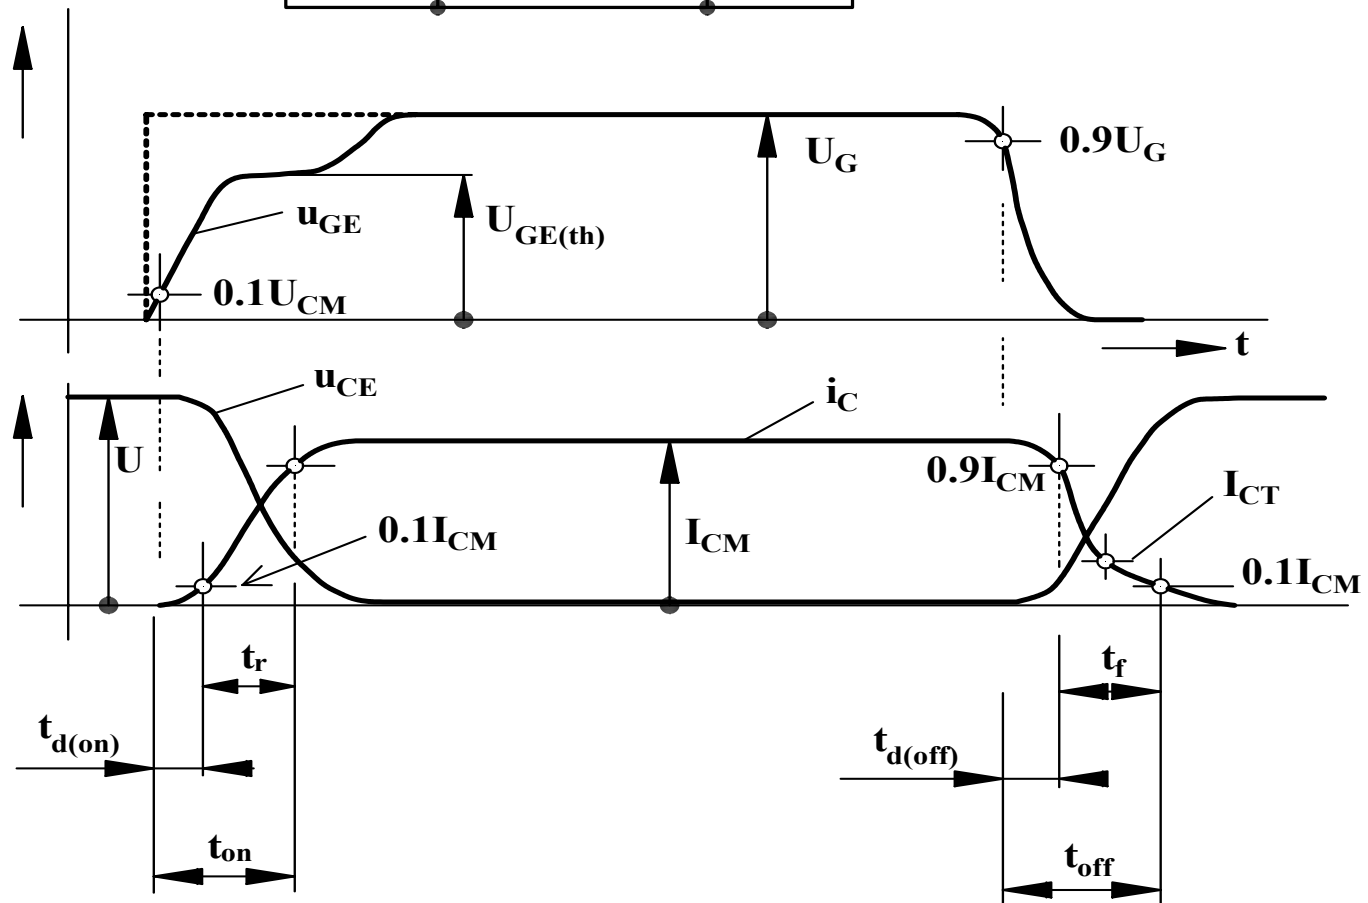 0.9U_G
U_G
u_GE
U_GE(th)
0.1U_CM
t
u_CE
i_C
U
0.9I_CM
I_CT
0.1I_CM
I_CM
0.1I_CM
t_r
t_f
t_d(on)
t_d(off)
t_on
t_off